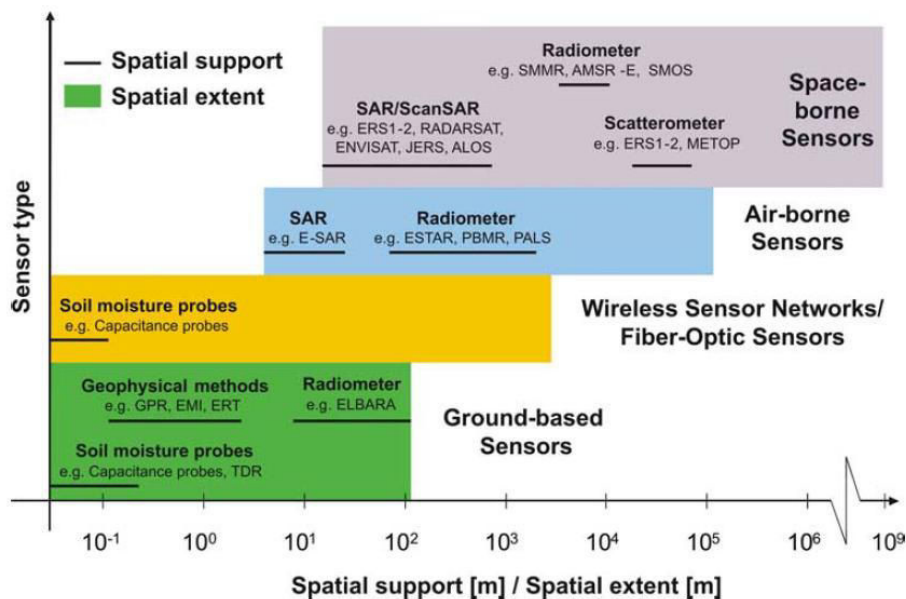 Spatial support
Spatial extent
Radiometer
e.g. SMMR, AMSR -E, SMOS
Space-
borne
Sensors
SAR/ScanSAR
e.g. ERS1-2, RADARSAT,
ENVISAT, JERS, ALOS
Scatterometer
e.g. ERS1-2, METOP
SAR
e.g. E-SAR
Radiometer
e.g. ESTAR, PBMR, PALS
Air-borne
Sensors
Soil moisture probes
e.g. Capacitance probes
Wireless Sensor Networks/
Fiber-Optic Sensors
Geophysical methods
e.g. GPR, EMI, ERT
Radiometer
e.g. ELBARA
Ground-based
Sensors
Soil moisture probes
e.g. Capacitance probes, TDR
Sensor type
10⁻¹ 10⁰ 10¹ 10² 10³ 10⁴ 10⁵ 10⁶ 10⁹
Spatial support [m] / Spatial extent [m]